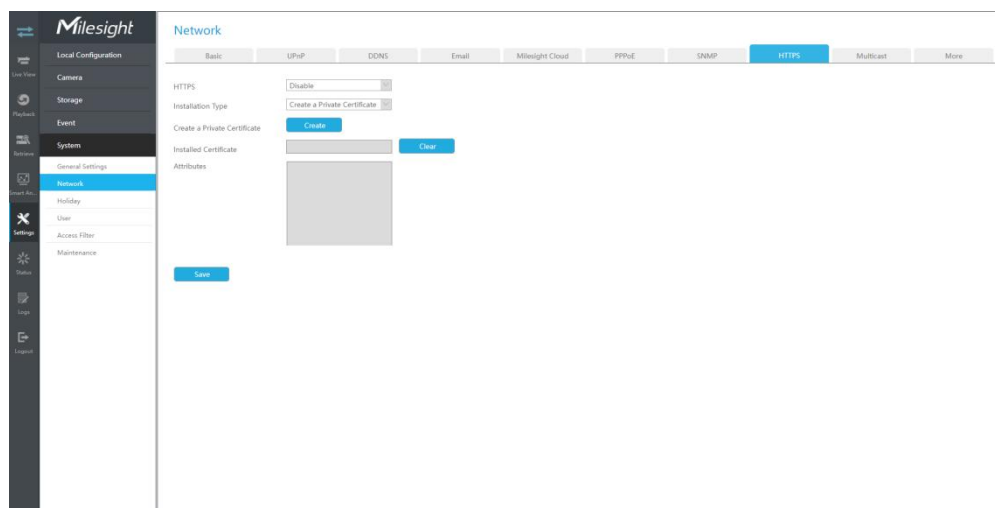 Milesight
Live View
Playback
Retrieve
Smart An...
Settings
Status
Logs
Logout
Local Configuration
Camera
Storage
Event
System
General Settings
Network
Holiday
User
Access Filter
Maintenance
Network
Basic UPnP DDNS Email Milesight Cloud PPPoE SNMP HTTPS Multicast More
HTTPS Disable
Installation Type Create a Private Certificate
Create a Private Certificate Create
Installed Certificate Clear
Attributes
Save